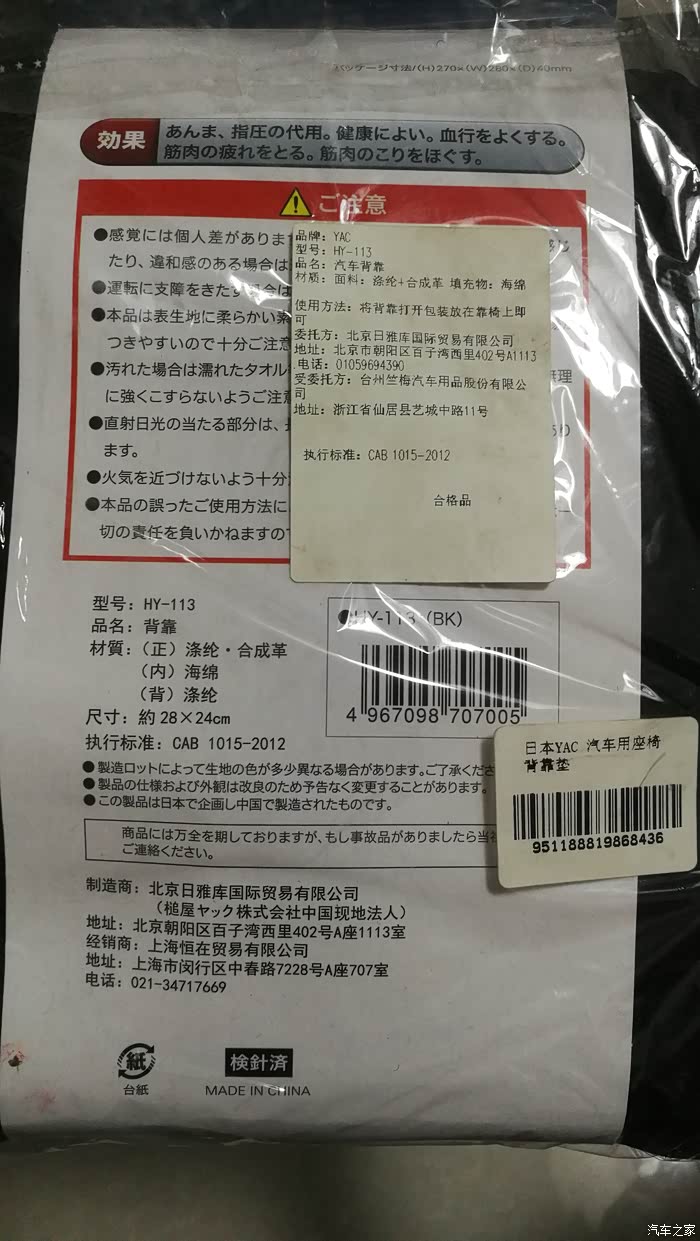 パッケージ寸法/(H)270×(W)280×(D)40mm
効果
あんま、指圧の代用。健康によい。血行をよくする。
筋肉の疲れをとる。筋肉のこりをほぐす。
ご注意
●感覚には個人差がありま
たり、違和感のある場合は
●運転に支障をきたす
●本品は表生地に柔らかい
つきやすいので十分ご注意
●汚れた場合は濡れたタオル
に強くこすらないようご注
●直射日光の当たる部分は、
ます。
●火気を近づけないよう十分
●本品の誤ったご使用方法に
切の責任を負いかねますので
品牌：YAC
型号：HY-113
品名：汽车背靠
材质：面料：涤纶+合成革 填充物：海绵
使用方法：将背靠打开包装放在靠椅上即
可
委托方：北京日雅库国际贸易有限公司
地址：北京市朝阳区百子湾西里402号A1113
电话：01059694390
受委托方：台州竺梅汽车用品股份有限公
司
地址：浙江省仙居县艺城中路11号
执行标准：CAB 1015-2012
合格品
型号：HY-113
品名：背靠
材質：（正）涤纶・合成革
（内）海绵
（背）涤纶
尺寸：約 28×24cm
执行标准：CAB 1015-2012
●HY-113（BK）
4 967098 707005
日本YAC 汽车用座椅
背靠垫
951188819868436
●製造ロットによって生地の色が多少異なる場合があります。ご了承くださ
●製品の仕様および外観は改良のため予告なく変更することがあります。
●この製品は日本で企画し中国で製造されたものです。
商品には万全を期しておりますが、もし事故品がありましたら当社
ご連絡ください。
制造商：北京日雅库国际贸易有限公司
（槌屋ヤック株式会社中国現地法人）
地址：北京朝阳区百子湾西里402号A座1113室
经销商：上海恒在贸易有限公司
地址：上海市闵行区中春路7228号A座707室
电话：021-34717669
紙
台紙
検針済
MADE IN CHINA
汽车之家